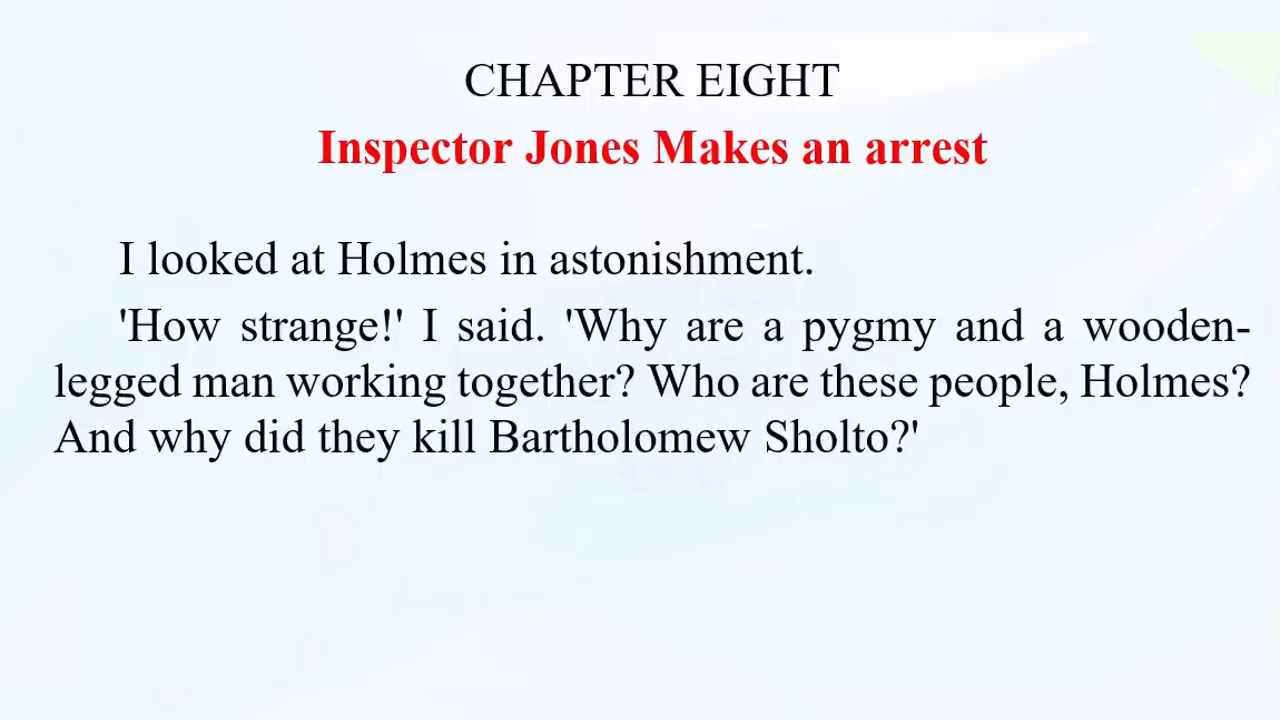 CHAPTER EIGHT
Inspector Jones Makes an arrest
I looked at Holmes in astonishment.
'How strange!' I said. 'Why are a pygmy and a wooden-
legged man working together? Who are these people, Holmes?
And why did they kill Bartholomew Sholto?'